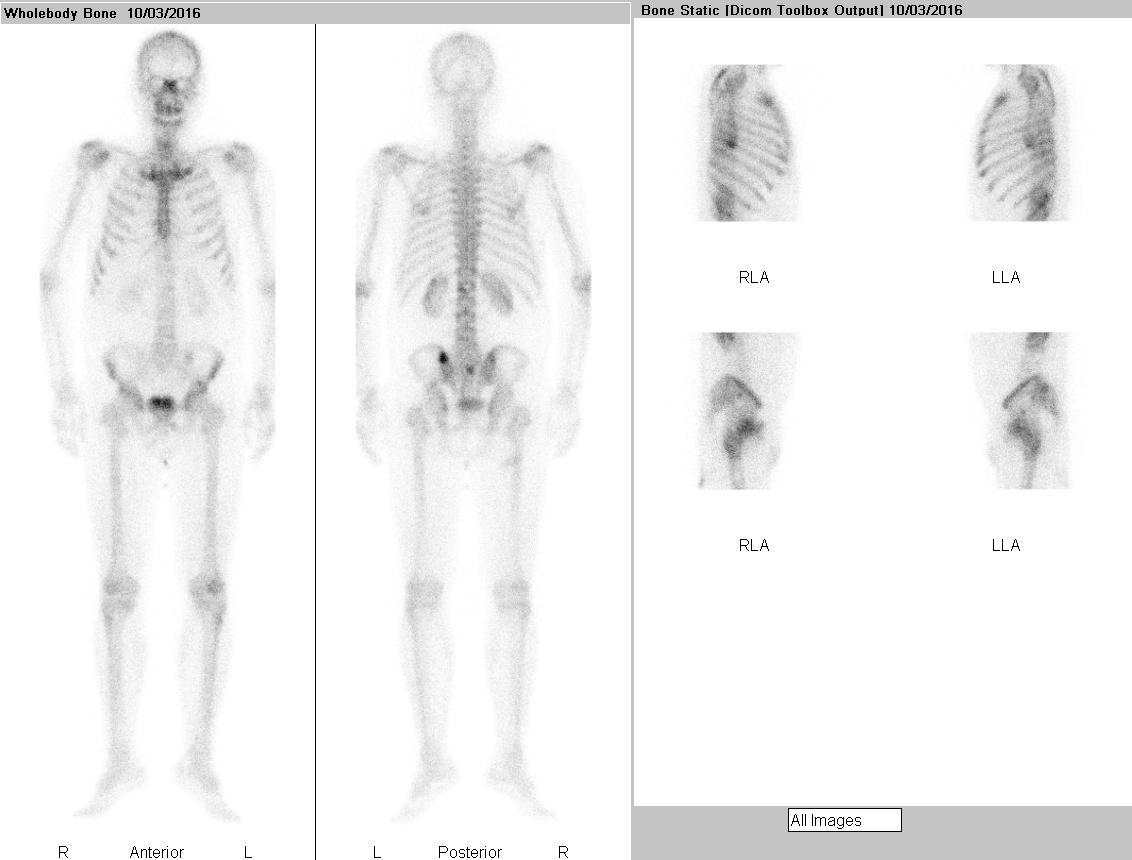 Wholebody Bone 10/03/2016
Bone Static [Dicom Toolbox Output] 10/03/2016
RLA
LLA
RLA
LLA
All Images
R Anterior L
L Posterior R